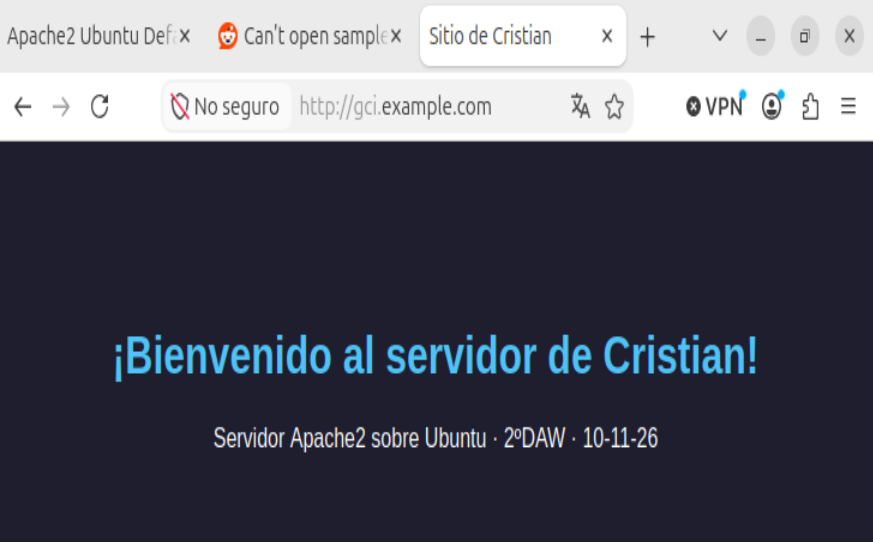 Apache2 Ubuntu Def
Can't open sample
Sitio de Cristian
No seguro
http://gci.example.com
VPN
¡Bienvenido al servidor de Cristian!
Servidor Apache2 sobre Ubuntu · 2ºDAW · 10-11-26